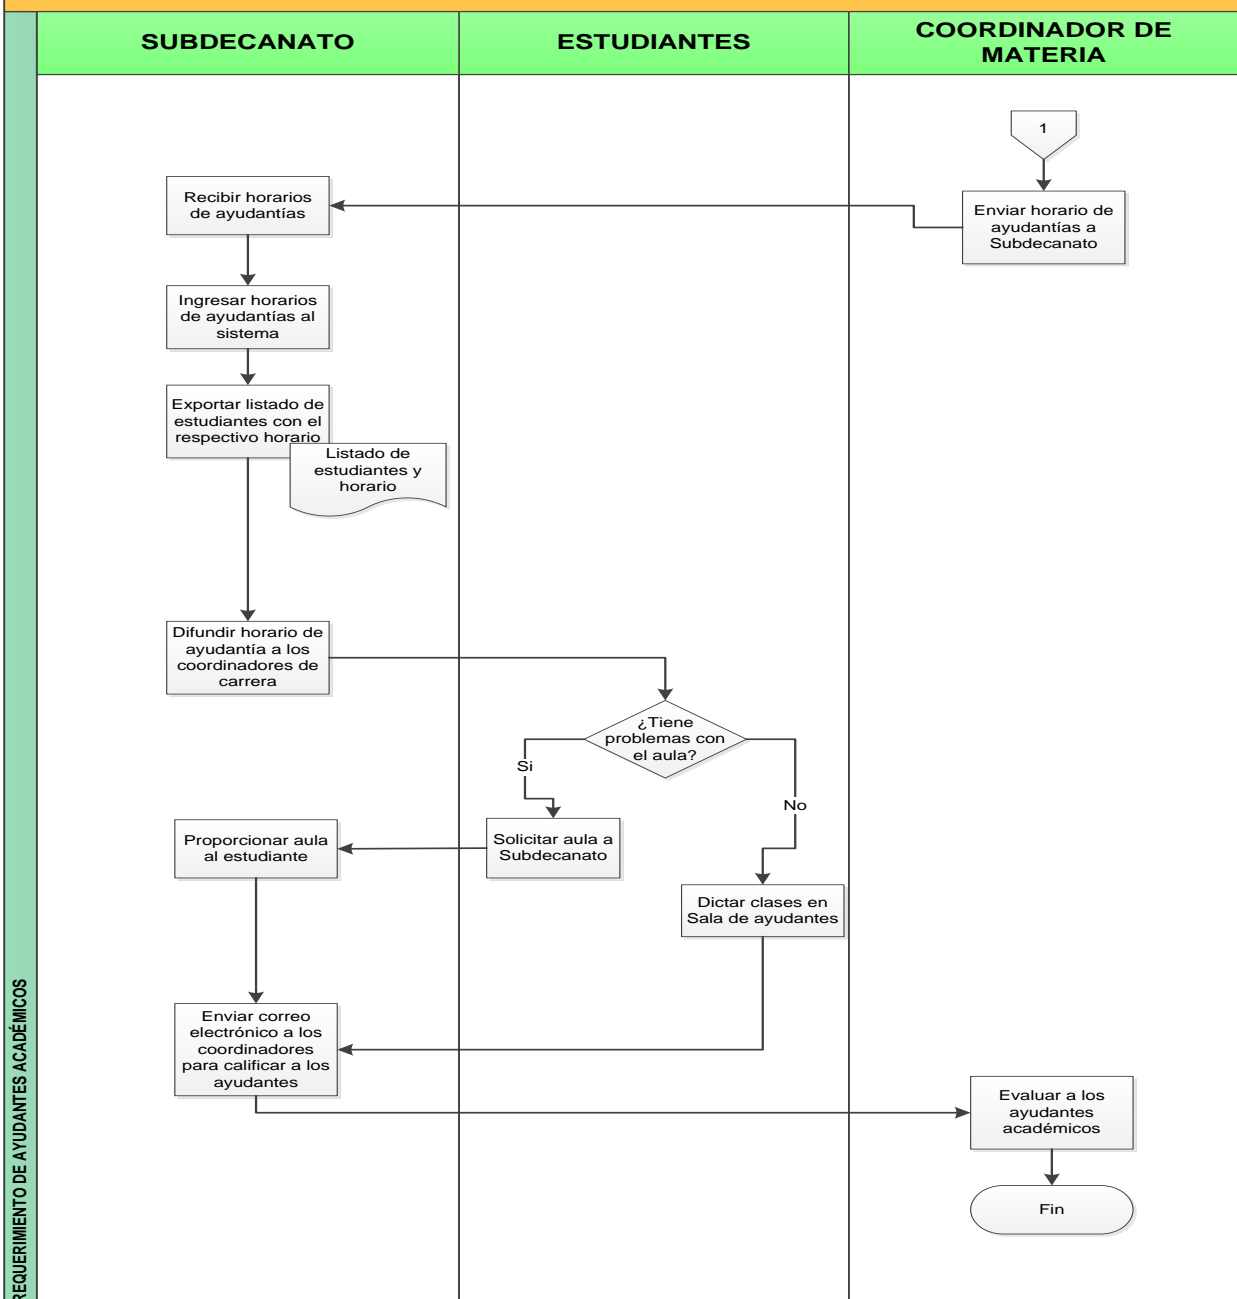 SUBDECANATO
ESTUDIANTES
COORDINADOR DE
MATERIA
1
Enviar horario de
ayudantías a
Subdecanato
Recibir horarios
de ayudantías
Ingresar horarios
de ayudantías al
sistema
Exportar listado de
estudiantes con el
respectivo horario
Listado de
estudiantes y
horario
Difundir horario de
ayudantía a los
coordinadores de
carrera
¿Tiene
problemas con
el aula?
Si
No
Solicitar aula a
Subdecanato
Proporcionar aula
al estudiante
Dictar clases en
Sala de ayudantes
Enviar correo
electrónico a los
coordinadores
para calificar a los
ayudantes
Evaluar a los
ayudantes
académicos
Fin
REQUERIMIENTO DE AYUDANTES ACADÉMICOS